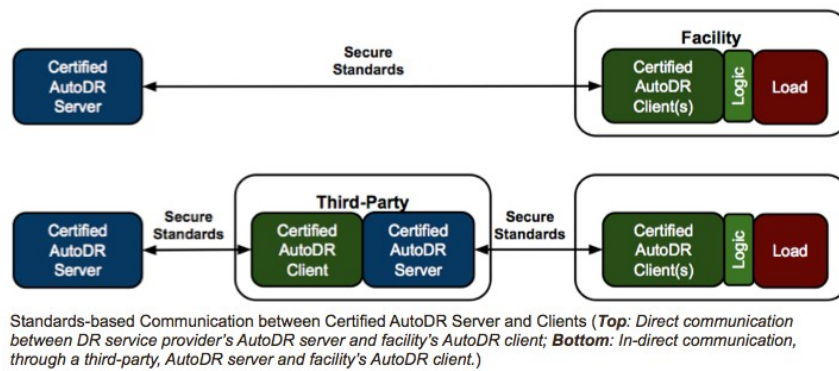 Facility
Secure
Standards
Certified
AutoDR
Server
Certified
AutoDR
Client(s)
Logic
Load
Third-Party
Secure
Standards
Secure
Standards
Certified
AutoDR
Server
Certified
AutoDR
Client
Certified
AutoDR
Server
Certified
AutoDR
Client(s)
Logic
Load
Standards-based Communication between Certified AutoDR Server and Clients (Top: Direct communication
between DR service provider's AutoDR server and facility's AutoDR client; Bottom: In-direct communication,
through a third-party, AutoDR server and facility's AutoDR client.)